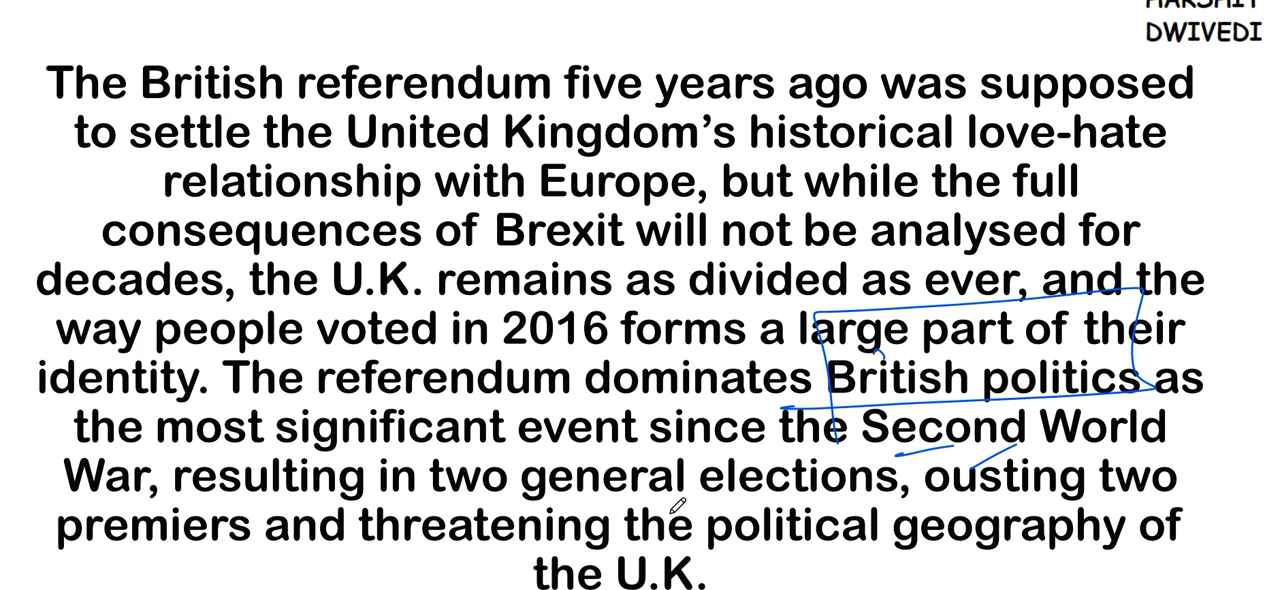 DWIVEDI
The British referendum five years ago was supposed
to settle the United Kingdom’s historical love-hate
relationship with Europe, but while the full
consequences of Brexit will not be analysed for
decades, the U.K. remains as divided as ever, and the
way people voted in 2016 forms a large part of their
identity. The referendum dominates British politics as
the most significant event since the Second World
War, resulting in two general elections, ousting two
premiers and threatening the political geography of
the U.K.